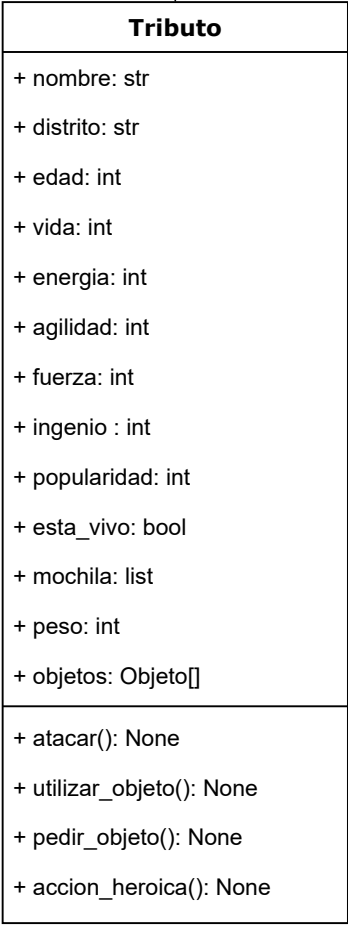 Tributo
+ nombre: str
+ distrito: str
+ edad: int
+ vida: int
+ energia: int
+ agilidad: int
+ fuerza: int
+ ingenio : int
+ popularidad: int
+ esta_vivo: bool
+ mochila: list
+ peso: int
+ objetos: Objeto[]
+ atacar(): None
+ utilizar_objeto(): None
+ pedir_objeto(): None
+ accion_heroica(): None